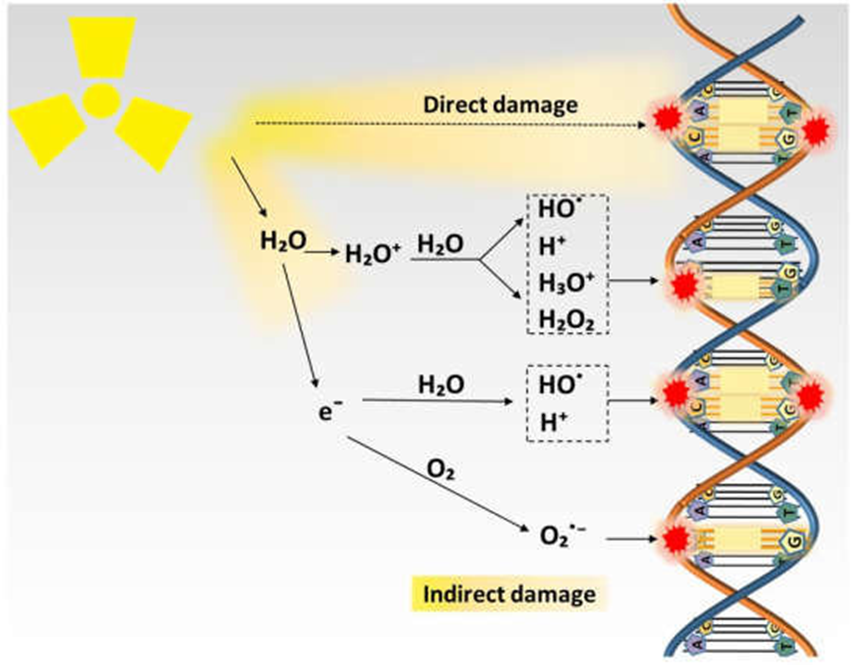 Direct damage
H₂O
H₂O⁺
H₂O
HO•
H⁺
H₃O⁺
H₂O₂
e⁻
H₂O
HO•
H⁺
O₂
O₂•⁻
Indirect damage
C G
A T
C G
A T
C G
A T
G
T
C G
A T
C G
A T
C G
A T
G
A T
C G
A T